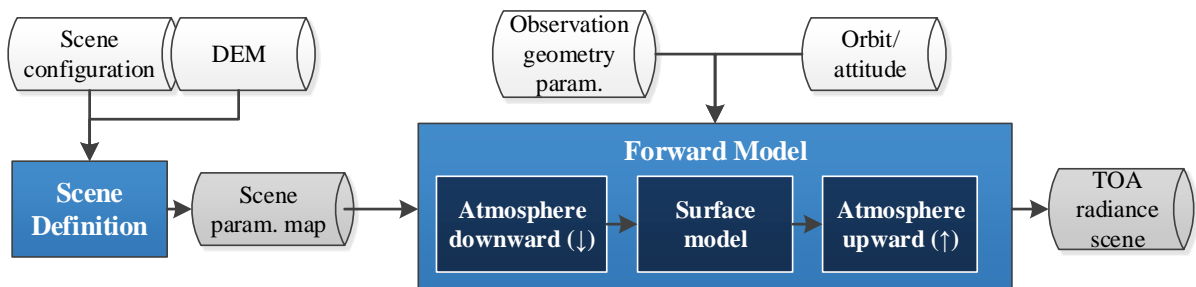 Scene
configuration
DEM
Observation
geometry
param.
Orbit/
attitude
Scene
Definition
Scene
param. map
Forward Model
Atmosphere
downward (↓)
Surface
model
Atmosphere
upward (↑)
TOA
radiance
scene